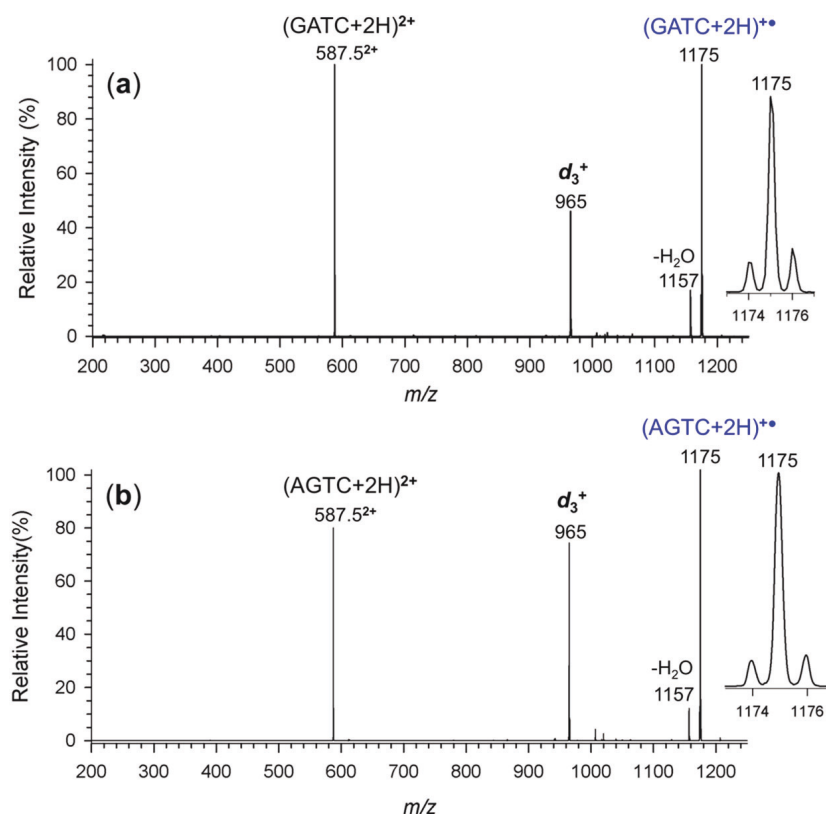 (GATC+2H)²⁺
587.5²⁺
(GATC+2H)⁺•
1175
(a)
d₃⁺
965
-H₂O
1157
1175
1174 1176
Relative Intensity (%)
100
80
60
40
20
0
200 300 400 500 600 700 800 900 1000 1100 1200
m/z
(AGTC+2H)⁺•
1175
(b)
(AGTC+2H)²⁺
587.5²⁺
d₃⁺
965
-H₂O
1157
1175
1174 1176
Relative Intensity(%)
100
80
60
40
20
0
200 300 400 500 600 700 800 900 1000 1100 1200
m/z